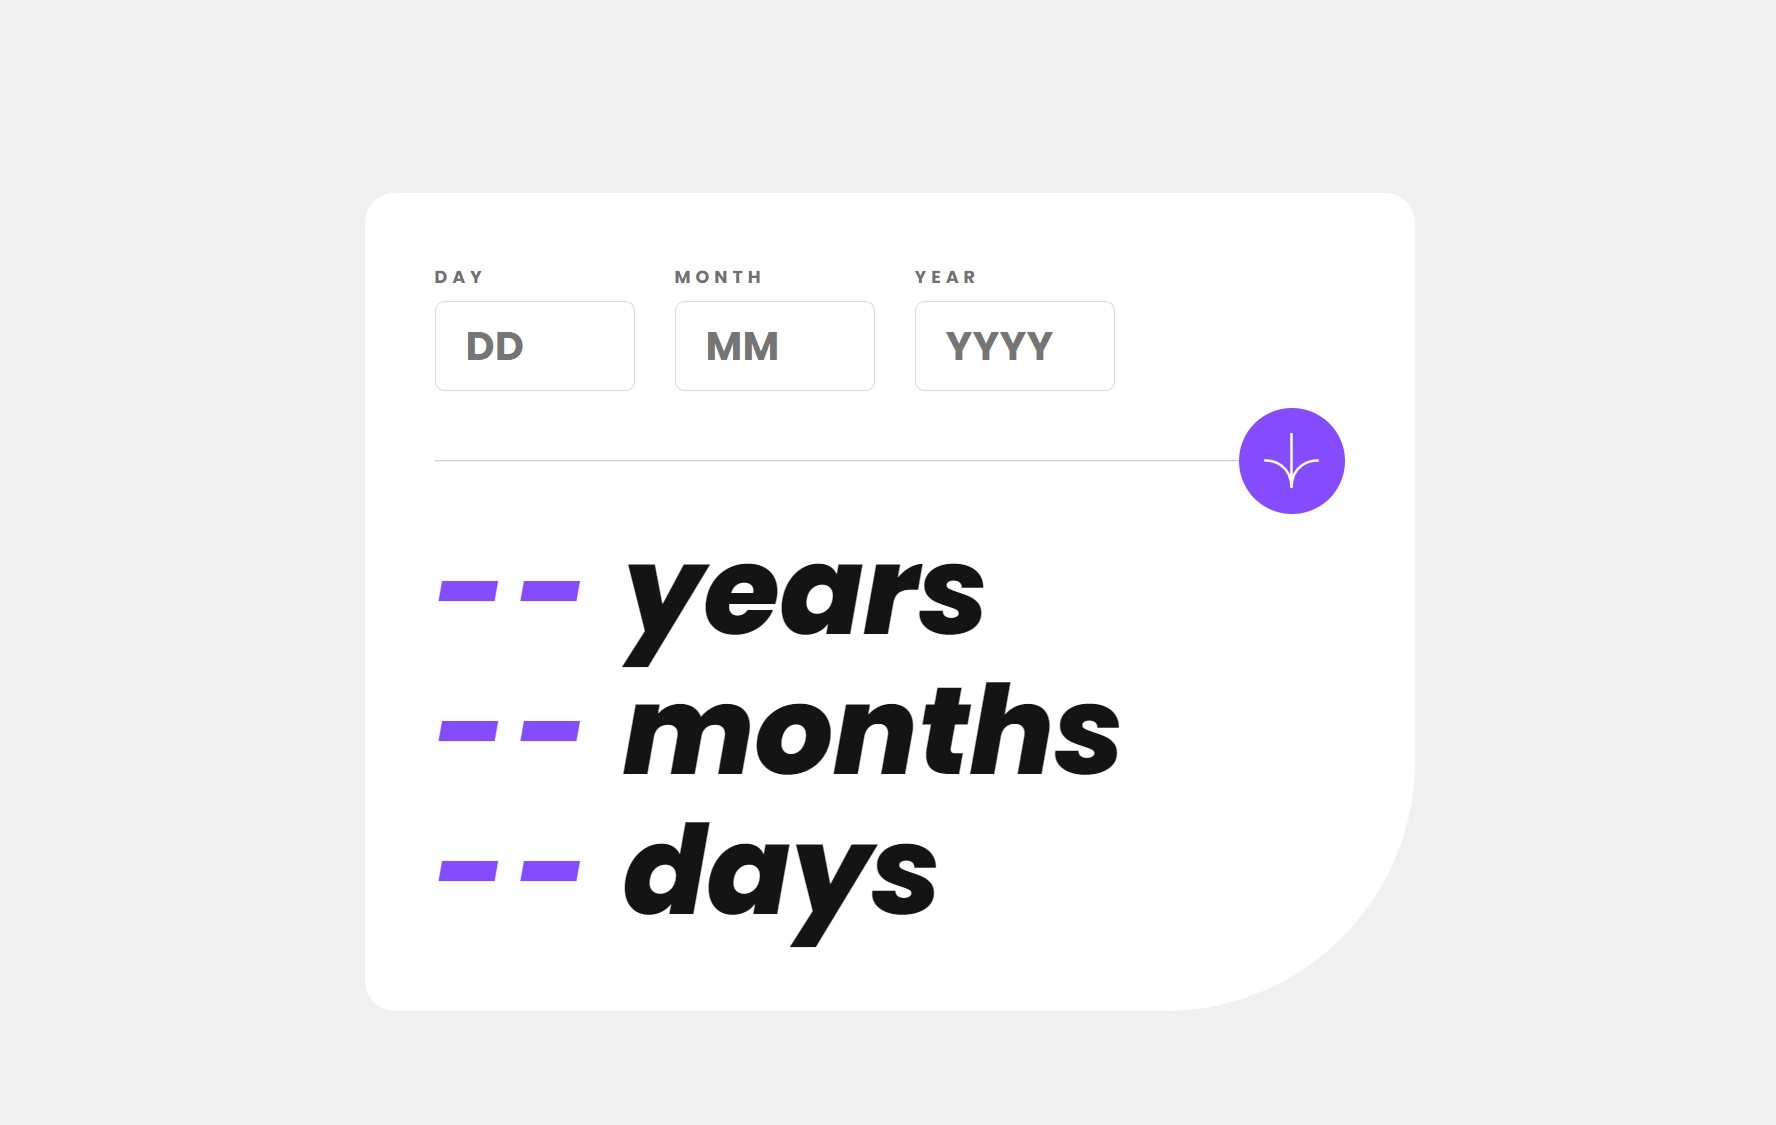 DAY MONTH YEAR
DD MM YYYY
-- years
-- months
-- days